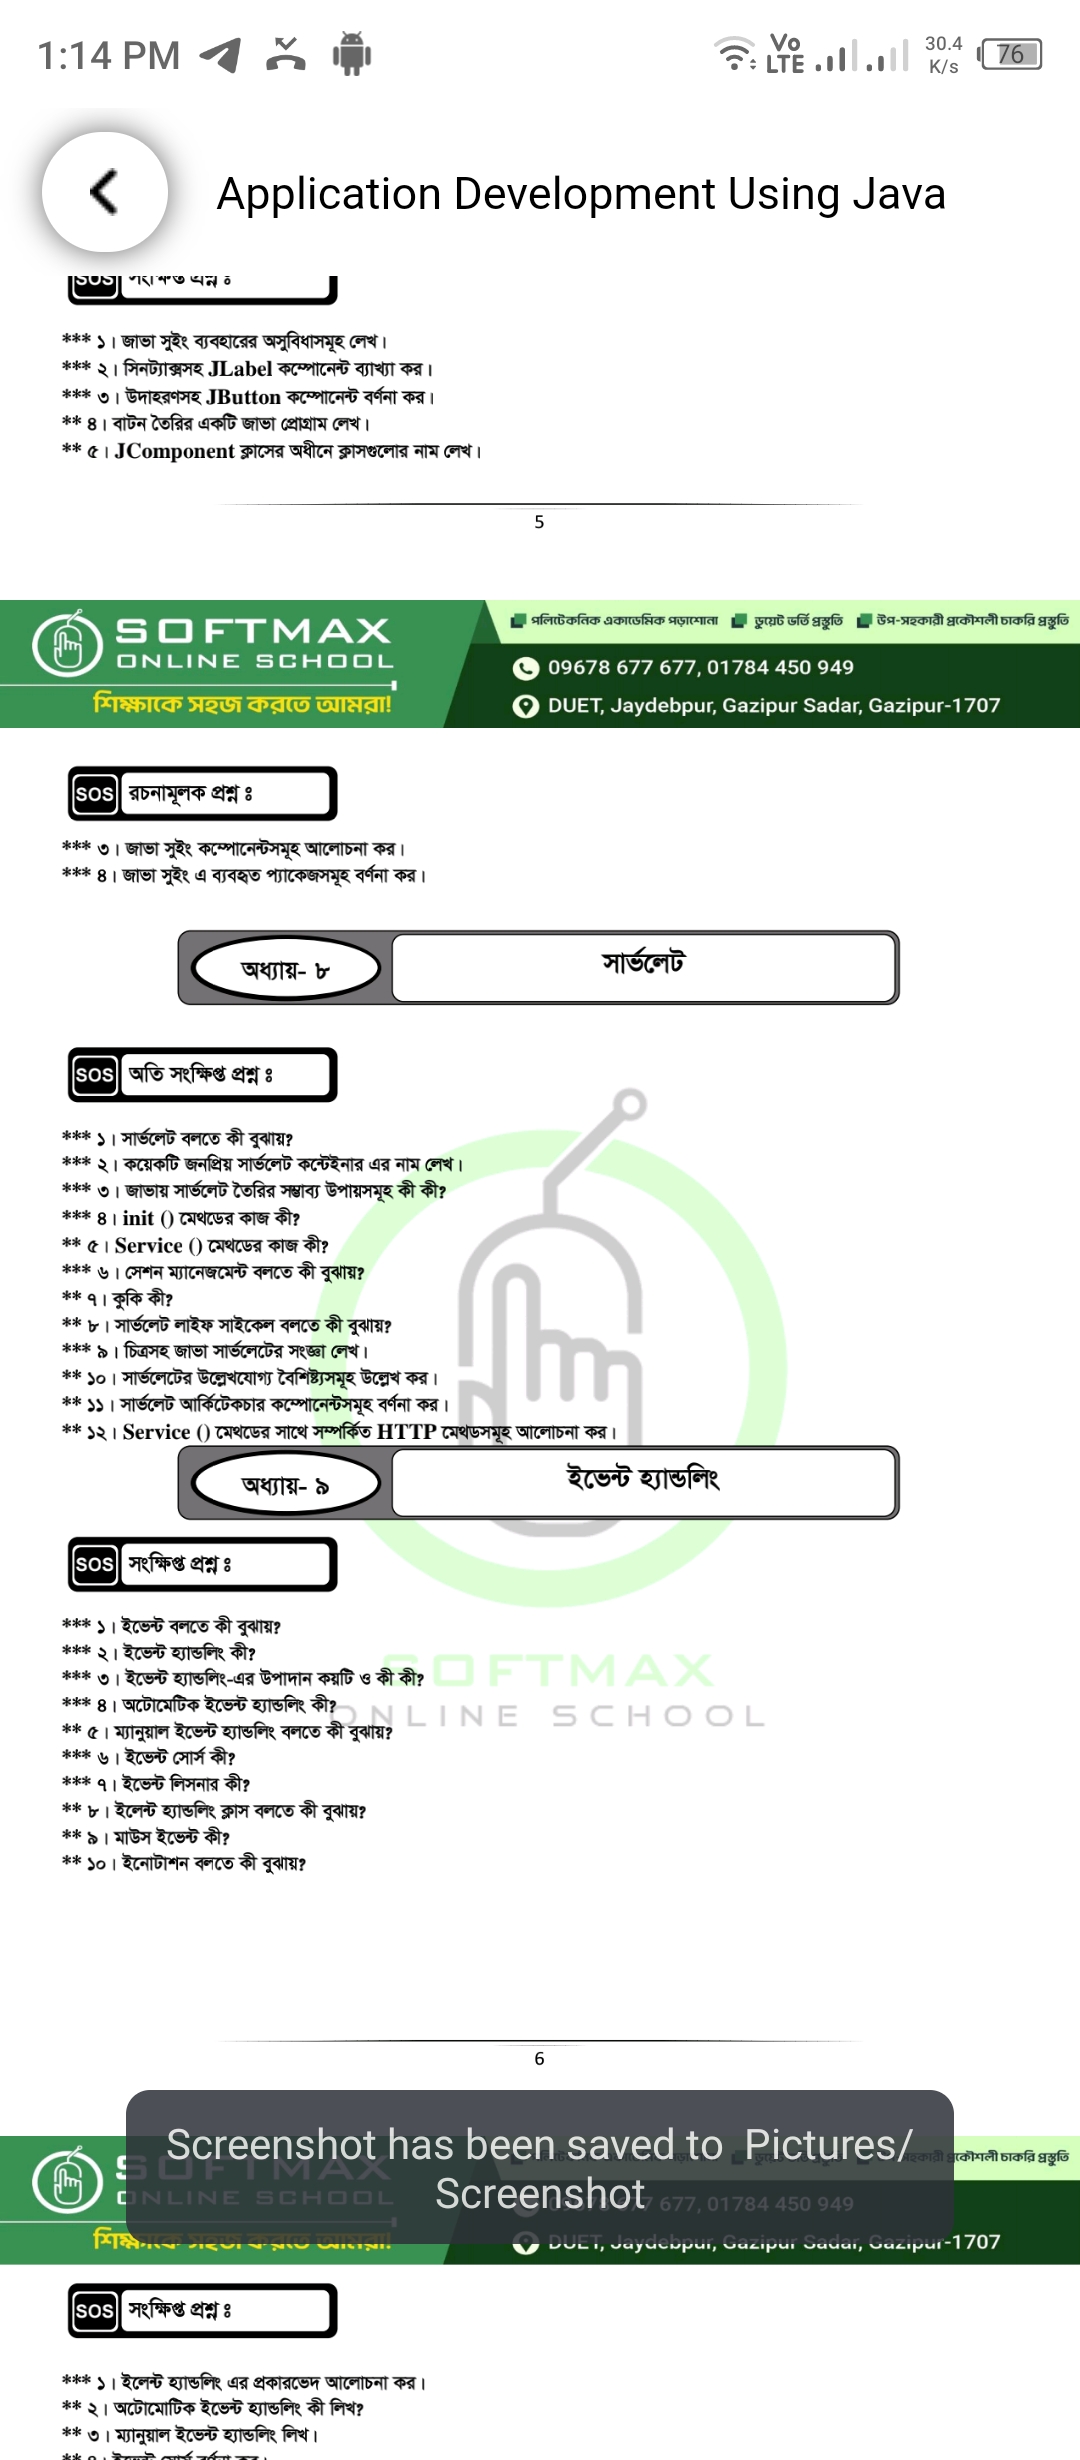 1:14 PM
Vo LTE
30.4 K/s
76
Application Development Using Java
SOS সংক্ষিপ্ত প্রশ্ন ঃ
*** ১। জাভা সুইং ব্যবহারের অসুবিধাসমূহ লেখ।
*** ২। সিনট্যাক্সসহ JLabel কম্পোনেন্ট ব্যাখ্যা কর।
*** ৩। উদাহরণসহ JButton কম্পোনেন্ট বর্ণনা কর।
** ৪। বাটন তৈরির একটি জাভা প্রোগ্রাম লেখ।
** ৫। JComponent ক্লাসের অধীনে ক্লাসগুলোর নাম লেখ।
5
SOFTMAX
ONLINE SCHOOL
শিক্ষাকে সহজ করতে আমরা!
পলিটেকনিক একাডেমিক পড়াশোনা ডুয়েট ভর্তি প্রস্তুতি উপ-সহকারী প্রকৌশলী চাকরি প্রস্তুতি
09678 677 677, 01784 450 949
DUET, Jaydebpur, Gazipur Sadar, Gazipur-1707
SOS রচনামূলক প্রশ্ন ঃ
*** ৩। জাভা সুইং কম্পোনেন্টসমূহ আলোচনা কর।
*** ৪। জাভা সুইং এ ব্যবহৃত প্যাকেজসমূহ বর্ণনা কর।
অধ্যায়- ৮ সার্ভলেট
SOS অতি সংক্ষিপ্ত প্রশ্ন ঃ
*** ১। সার্ভলেট বলতে কী বুঝায়?
*** ২। কয়েকটি জনপ্রিয় সার্ভলেট কন্টেইনার এর নাম লেখ।
*** ৩। জাভায় সার্ভলেট তৈরির সম্ভাব্য উপায়সমূহ কী কী?
*** ৪। init () মেথডের কাজ কী?
** ৫। Service () মেথডের কাজ কী?
*** ৬। সেশন ম্যানেজমেন্ট বলতে কী বুঝায়?
** ৭। কুকি কী?
** ৮। সার্ভলেট লাইফ সাইকেল বলতে কী বুঝায়?
*** ৯। চিত্রসহ জাভা সার্ভলেটের সংজ্ঞা লেখ।
** ১০। সার্ভলেটের উল্লেখযোগ্য বৈশিষ্ট্যসমূহ উল্লেখ কর।
** ১১। সার্ভলেট আর্কিটেকচার কম্পোনেন্টসমূহ বর্ণনা কর।
** ১২। Service () মেথডের সাথে সম্পর্কিত HTTP মেথডসমূহ আলোচনা কর।
অধ্যায়- ৯ ইভেন্ট হ্যান্ডলিং
SOS সংক্ষিপ্ত প্রশ্ন ঃ
*** ১। ইভেন্ট বলতে কী বুঝায়?
*** ২। ইভেন্ট হ্যান্ডলিং কী?
*** ৩। ইভেন্ট হ্যান্ডলিং-এর উপাদান কয়টি ও কী কী?
*** ৪। অটোমেটিক ইভেন্ট হ্যান্ডলিং কী?
** ৫। ম্যানুয়াল ইভেন্ট হ্যান্ডলিং বলতে কী বুঝায়?
*** ৬। ইভেন্ট সোর্স কী?
*** ৭। ইভেন্ট লিসনার কী?
** ৮। ইলেন্ট হ্যান্ডলিং ক্লাস বলতে কী বুঝায়?
** ৯। মাউস ইভেন্ট কী?
** ১০। ইনোটাশন বলতে কী বুঝায়?
SOFTMAX
ONLINE SCHOOL
6
Screenshot has been saved to Pictures/
Screenshot
SOFTMAX
ONLINE SCHOOL
শিক্ষাকে সহজ করতে আমরা!
প্রকৌশলী চাকরি প্রস্তুতি
677, 01784 450 949
DUET, Jaydebpur, Gazipur Sadar, Gazipur-1707
SOS সংক্ষিপ্ত প্রশ্ন ঃ
*** ১। ইলেন্ট হ্যান্ডলিং এর প্রকারভেদ আলোচনা কর।
** ২। অটোমোটিক ইভেন্ট হ্যান্ডলিং কী লিখ?
** ৩। ম্যানুয়াল ইভেন্ট হ্যান্ডলিং লিখ।